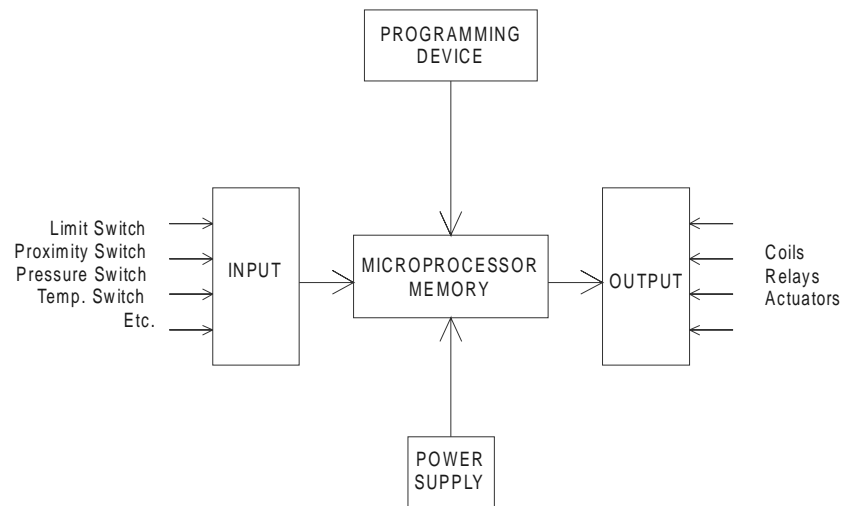 PROGRAMMING
DEVICE
Limit Switch
Proximity Switch
Pressure Switch
Temp. Switch
Etc.
INPUT
MICROPROCESSOR
MEMORY
OUTPUT
Coils
Relays
Actuators
POWER
SUPPLY